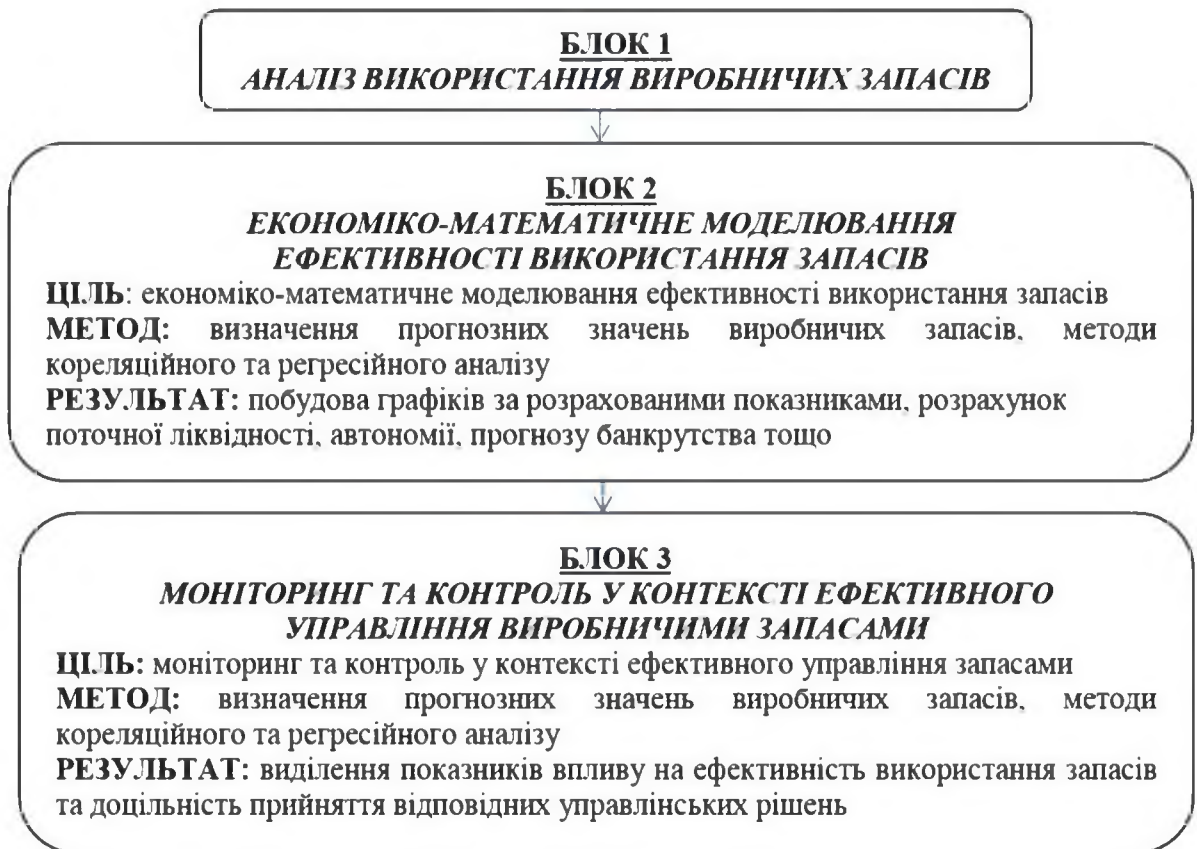 БЛОК 1
АНАЛІЗ ВИКОРИСТАННЯ ВИРОБНИЧИХ ЗАПАСІВ
БЛОК 2
ЕКОНОМІКО-МАТЕМАТИЧНЕ МОДЕЛЮВАННЯ
ЕФЕКТИВНОСТІ ВИКОРИСТАННЯ ЗАПАСІВ
ЦІЛЬ: економіко-математичне моделювання ефективності використання запасів
МЕТОД: визначення прогнозних значень виробничих запасів, методи
кореляційного та регресійного аналізу
РЕЗУЛЬТАТ: побудова графіків за розрахованими показниками, розрахунок
поточної ліквідності, автономії, прогнозу банкрутства тощо
БЛОК 3
МОНІТОРИНГ ТА КОНТРОЛЬ У КОНТЕКСТІ ЕФЕКТИВНОГО
УПРАВЛІННЯ ВИРОБНИЧИМИ ЗАПАСАМИ
ЦІЛЬ: моніторинг та контроль у контексті ефективного управління запасами
МЕТОД: визначення прогнозних значень виробничих запасів, методи
кореляційного та регресійного аналізу
РЕЗУЛЬТАТ: виділення показників впливу на ефективність використання запасів
та доцільність прийняття відповідних управлінських рішень